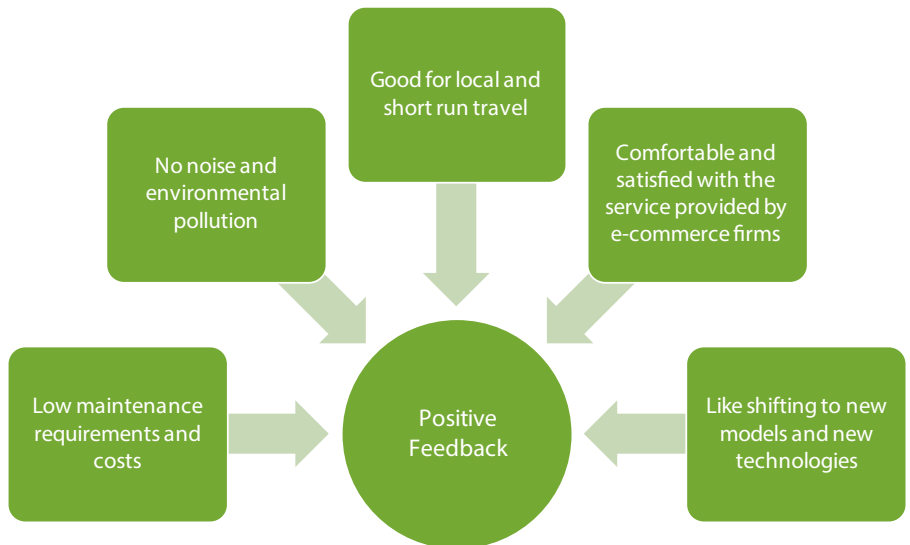 Good for local and
short run travel
No noise and
environmental
pollution
Comfortable and
satisfied with the
service provided by
e-commerce firms
Low maintenance
requirements and
costs
Positive
Feedback
Like shifting to new
models and new
technologies